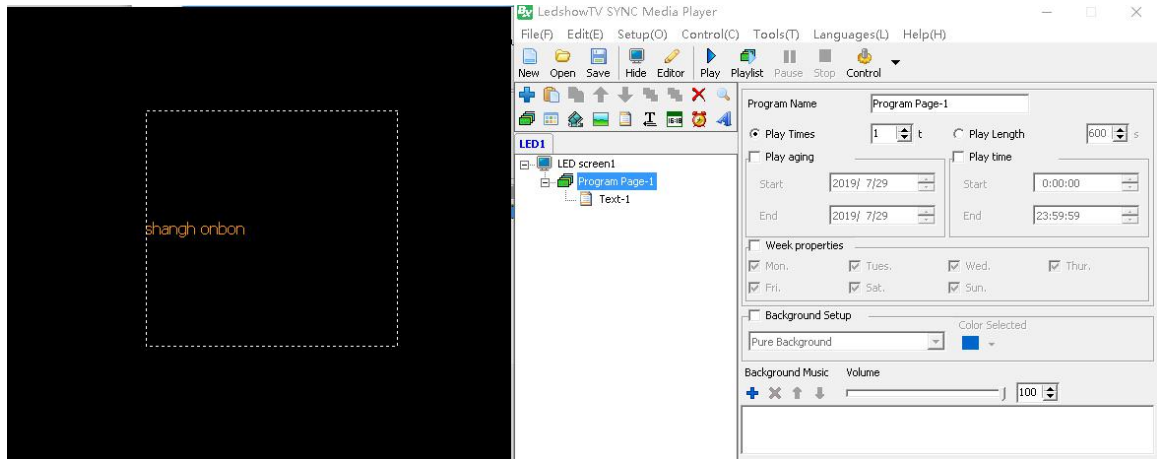 LedshowTV SYNC Media Player
File(F) Edit(E) Setup(O) Control(C) Tools(T) Languages(L) Help(H)
New Open Save Hide Editor Play Playlist Pause Stop Control
LED1
LED screen1
Program Page-1
Text-1
shangh onbon
Program Name Program Page-1
Play Times 1 t Play Length 600 s
Play aging Play time
Start 2019/ 7/29 Start 0:00:00
End 2019/ 7/29 End 23:59:59
Week properties
Mon. Tues. Wed. Thur.
Fri. Sat. Sun.
Background Setup
Color Selected
Pure Background
Background Music Volume
100